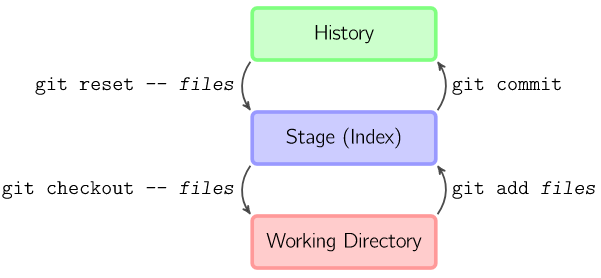 History
git reset -- files
git commit
Stage (Index)
git checkout -- files
git add files
Working Directory